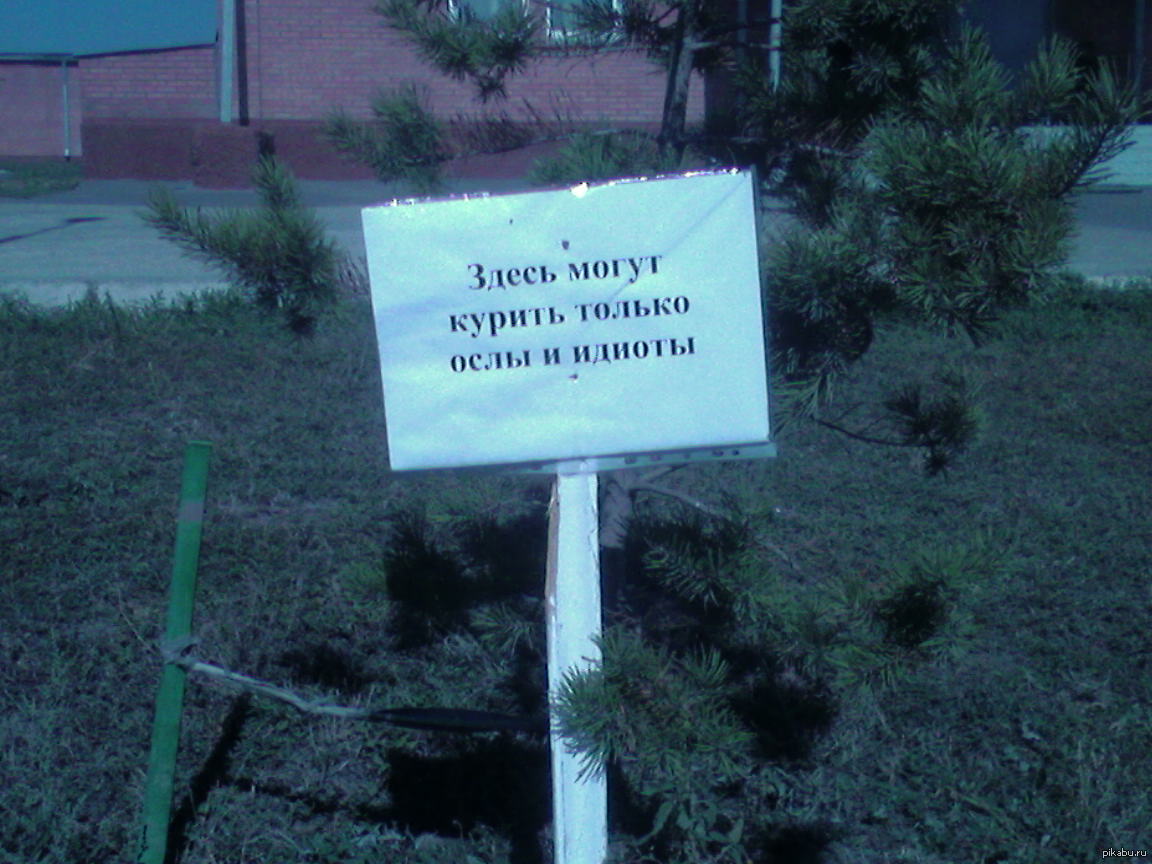 Здесь могут
курить только
ослы и идиоты
pikabu.ru